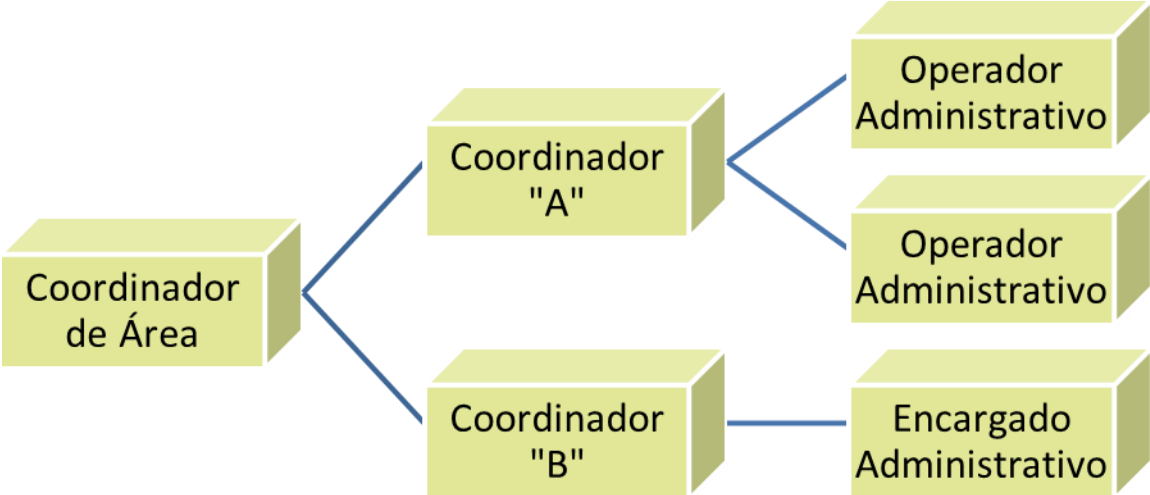 Coordinador
de Área
Coordinador
"A"
Operador
Administrativo
Operador
Administrativo
Coordinador
"B"
Encargado
Administrativo